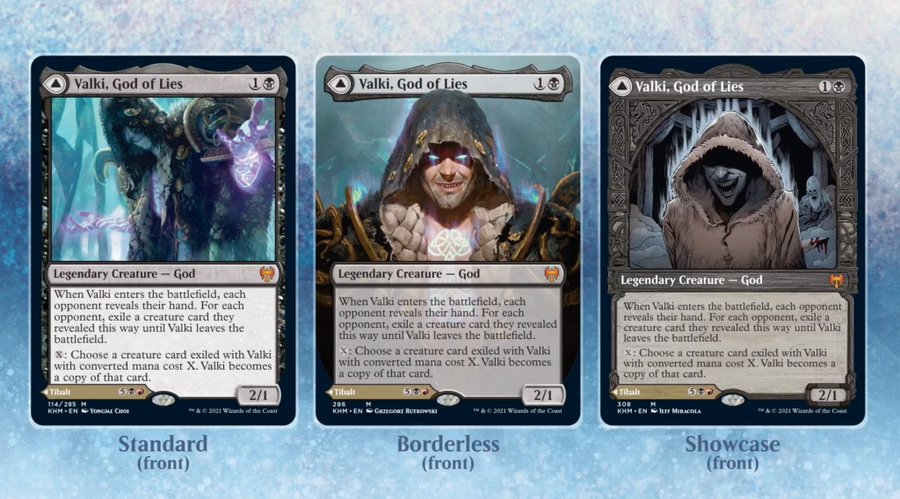 Valki, God of Lies 1
Legendary Creature — God
When Valki enters the battlefield, each
opponent reveals their hand. For each
opponent, exile a creature card they
revealed this way until Valki leaves the
battlefield.
X: Choose a creature card exiled with Valki
with converted mana cost X. Valki becomes
a copy of that card.
Tibalt 5
2/1
114/285 M
KHM • EN YONGJAE CHOI
™ & © 2021 Wizards of the Coast
Standard
(front)
Valki, God of Lies 1
Legendary Creature — God
When Valki enters the battlefield, each
opponent reveals their hand. For each
opponent, exile a creature card they
revealed this way until Valki leaves the
battlefield.
X: Choose a creature card exiled with Valki
with converted mana cost X. Valki becomes
a copy of that card.
Tibalt 5
2/1
286 M
KHM • EN GRZEGORZ RUTKOWSKI
™ & © 2021 Wizards of the Coast
Borderless
(front)
Valki, God of Lies 1
Legendary Creature — God
When Valki enters the battlefield, each opponent
reveals their hand. For each opponent, exile a
creature card they revealed this way until Valki
leaves the battlefield.
X: Choose a creature card exiled with Valki
with converted mana cost X. Valki becomes a
copy of that card.
Tibalt 5
2/1
308 M
KHM • EN JEFF MIRACOLA
™ & © 2021 Wizards of the Coast
Showcase
(front)